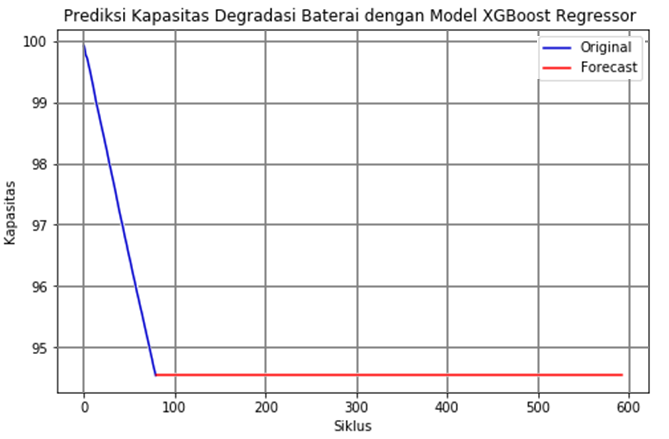 Prediksi Kapasitas Degradasi Baterai dengan Model XGBoost Regressor
Original
Forecast
100
99
98
97
96
95
Kapasitas
0 100 200 300 400 500 600
Siklus